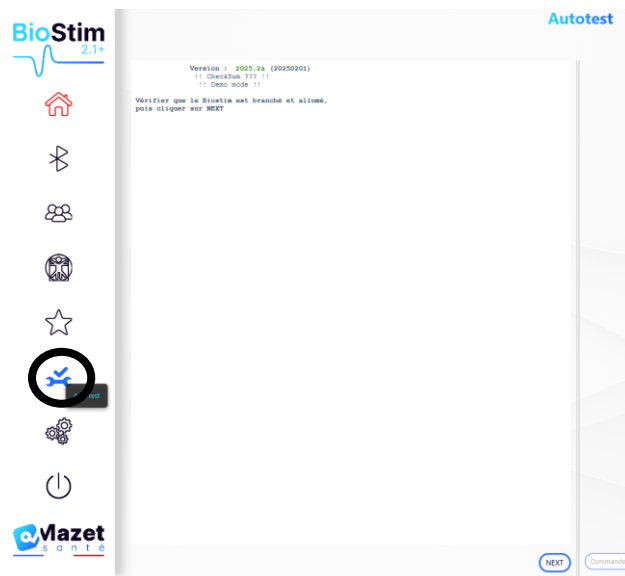 BioStim
2.1+
Autotest
Version : 2025.2a (20250201)
!! CheckSum ??? !!
!! Demo mode !!
Vérifier que le Biostim est branché et allumé,
puis cliquer sur NEXT
Mazet
santé
NEXT
Commande